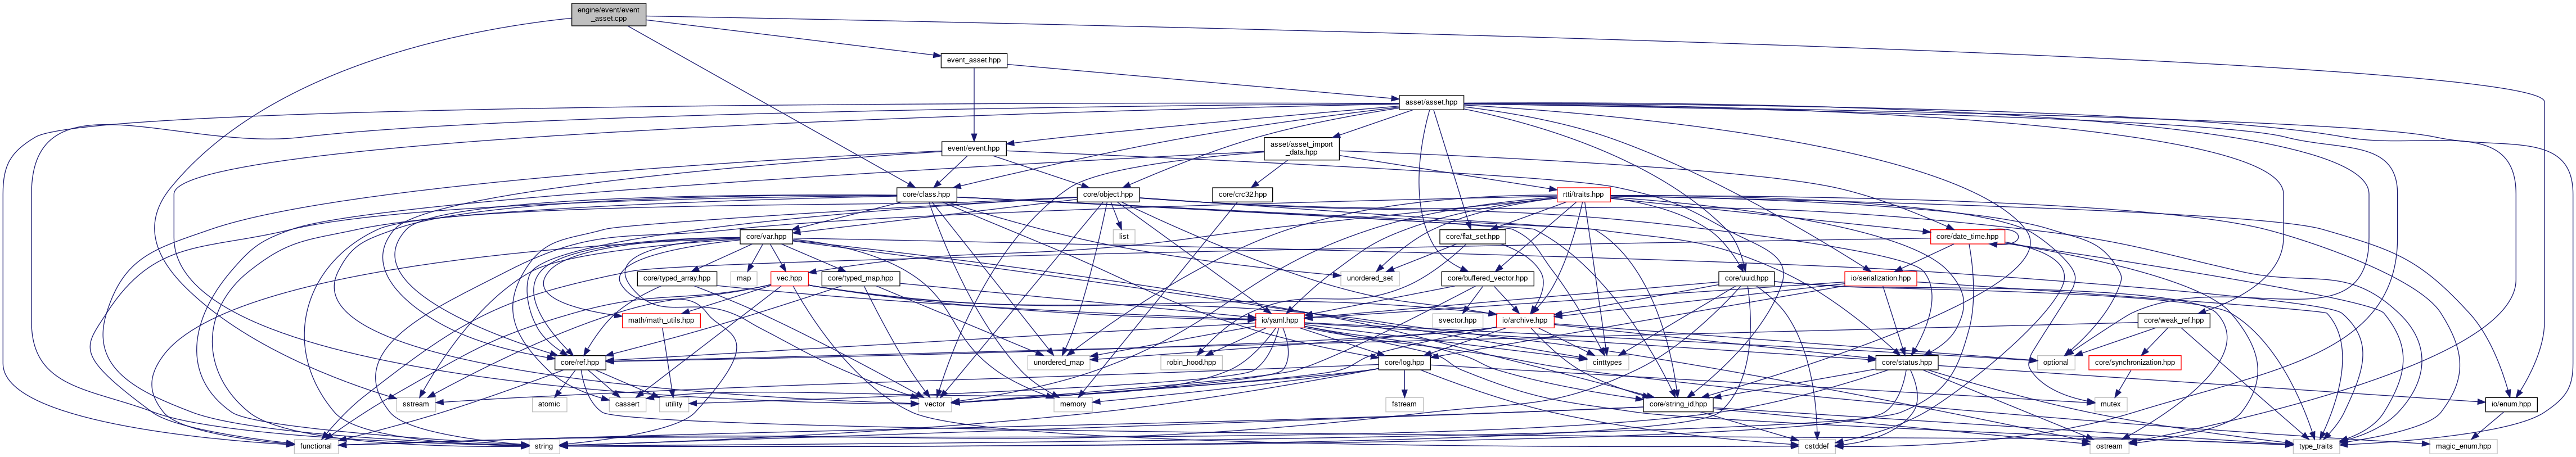 engine/event/event
_asset.cpp
event_asset.hpp
asset/asset.hpp
event/event.hpp
asset/asset_import
_data.hpp
core/class.hpp
core/object.hpp
core/crc32.hpp
rtti/traits.hpp
core/var.hpp
list
core/flat_set.hpp
core/date_time.hpp
core/typed_array.hpp
map
vec.hpp
core/typed_map.hpp
unordered_set
core/buffered_vector.hpp
core/uuid.hpp
io/serialization.hpp
math/math_utils.hpp
io/yaml.hpp
svector.hpp
io/archive.hpp
core/weak_ref.hpp
core/ref.hpp
unordered_map
robin_hood.hpp
core/log.hpp
cinttypes
core/status.hpp
optional
core/synchronization.hpp
sstream
atomic
cassert
utility
vector
memory
fstream
core/string_id.hpp
mutex
io/enum.hpp
functional
string
cstddef
ostream
type_traits
magic_enum.hpp